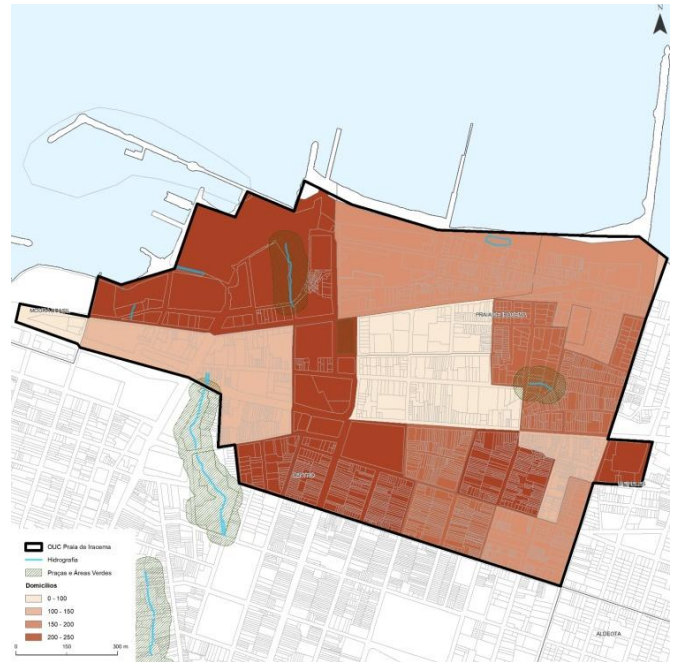 N
PRAIA DE IRACEMA
CENTRO
ALDEOTA
OUC Praia de Iracema
Hidrografia
Praças e Áreas Verdes
Domicílios
0 - 100
100 - 150
150 - 200
200 - 250
0 150 300 m